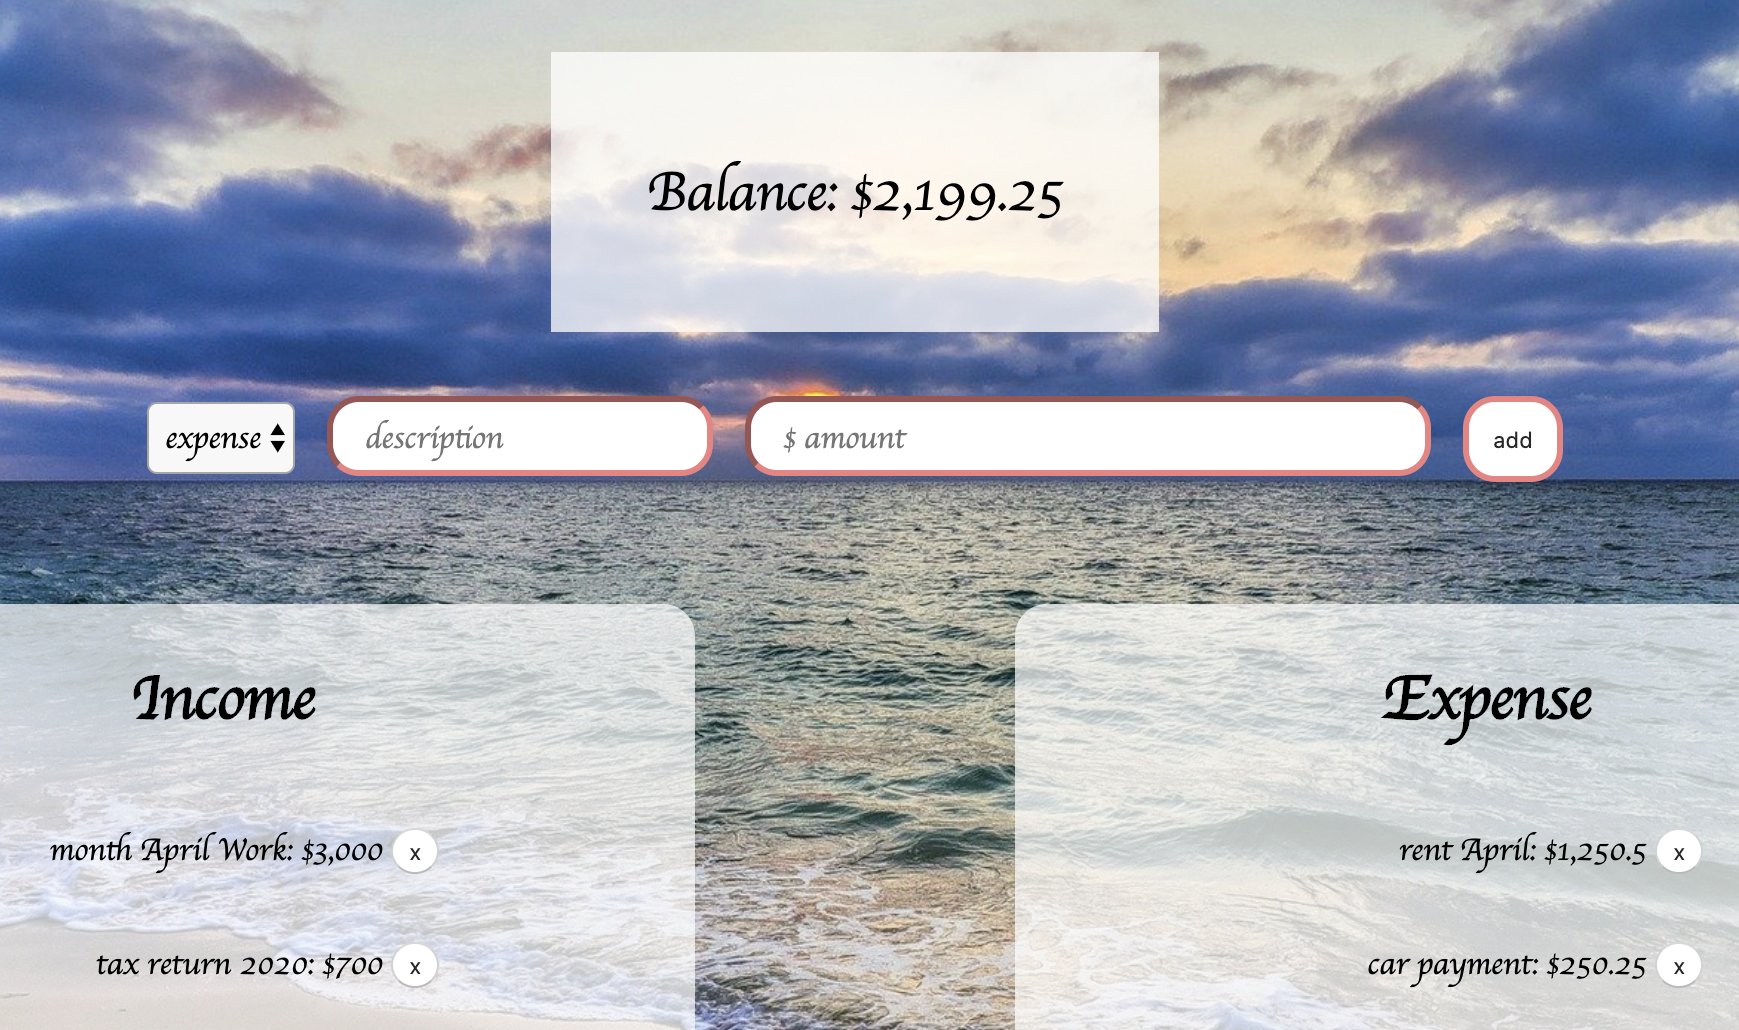 Balance: $2,199.25
expense
description
$ amount
add
Income
month April Work: $3,000 x
tax return 2020: $700 x
Expense
rent April: $1,250.5 x
car payment: $250.25 x